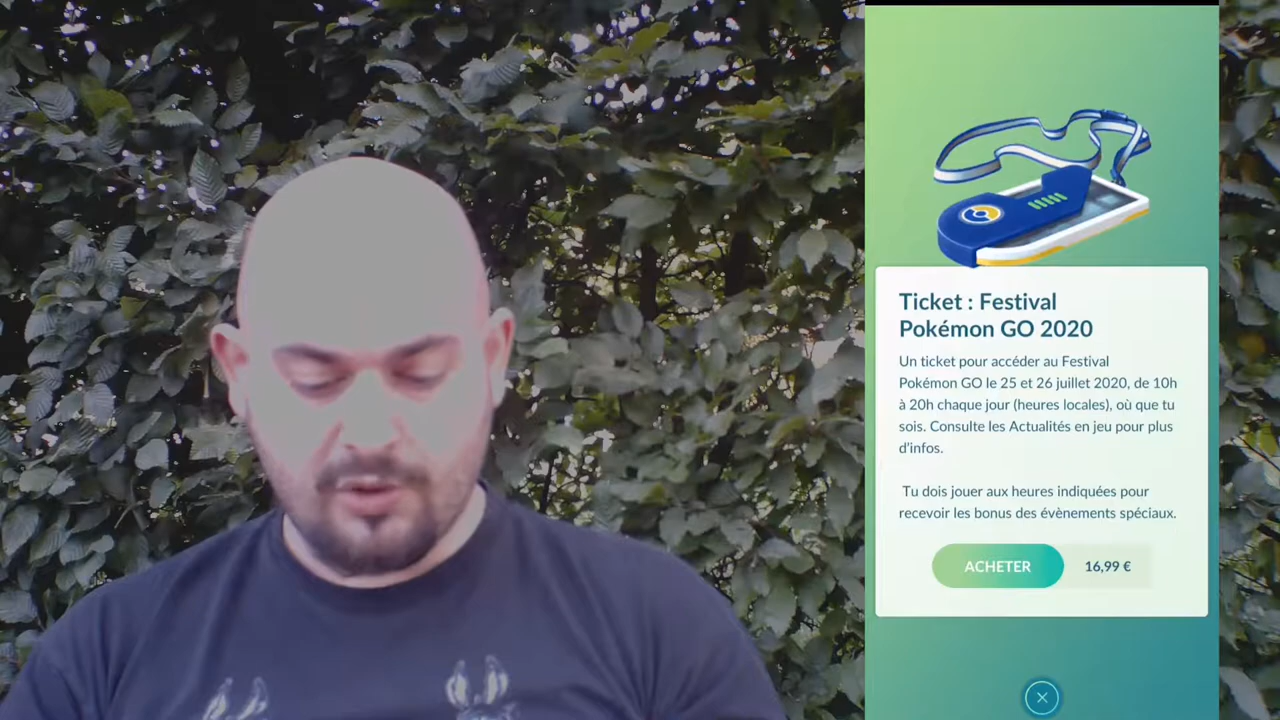 Ticket : Festival
Pokémon GO 2020
Un ticket pour accéder au Festival
Pokémon GO le 25 et 26 juillet 2020, de 10h
à 20h chaque jour (heures locales), où que tu
sois. Consulte les Actualités en jeu pour plus
d'infos.
Tu dois jouer aux heures indiquées pour
recevoir les bonus des évènements spéciaux.
ACHETER 16,99 €